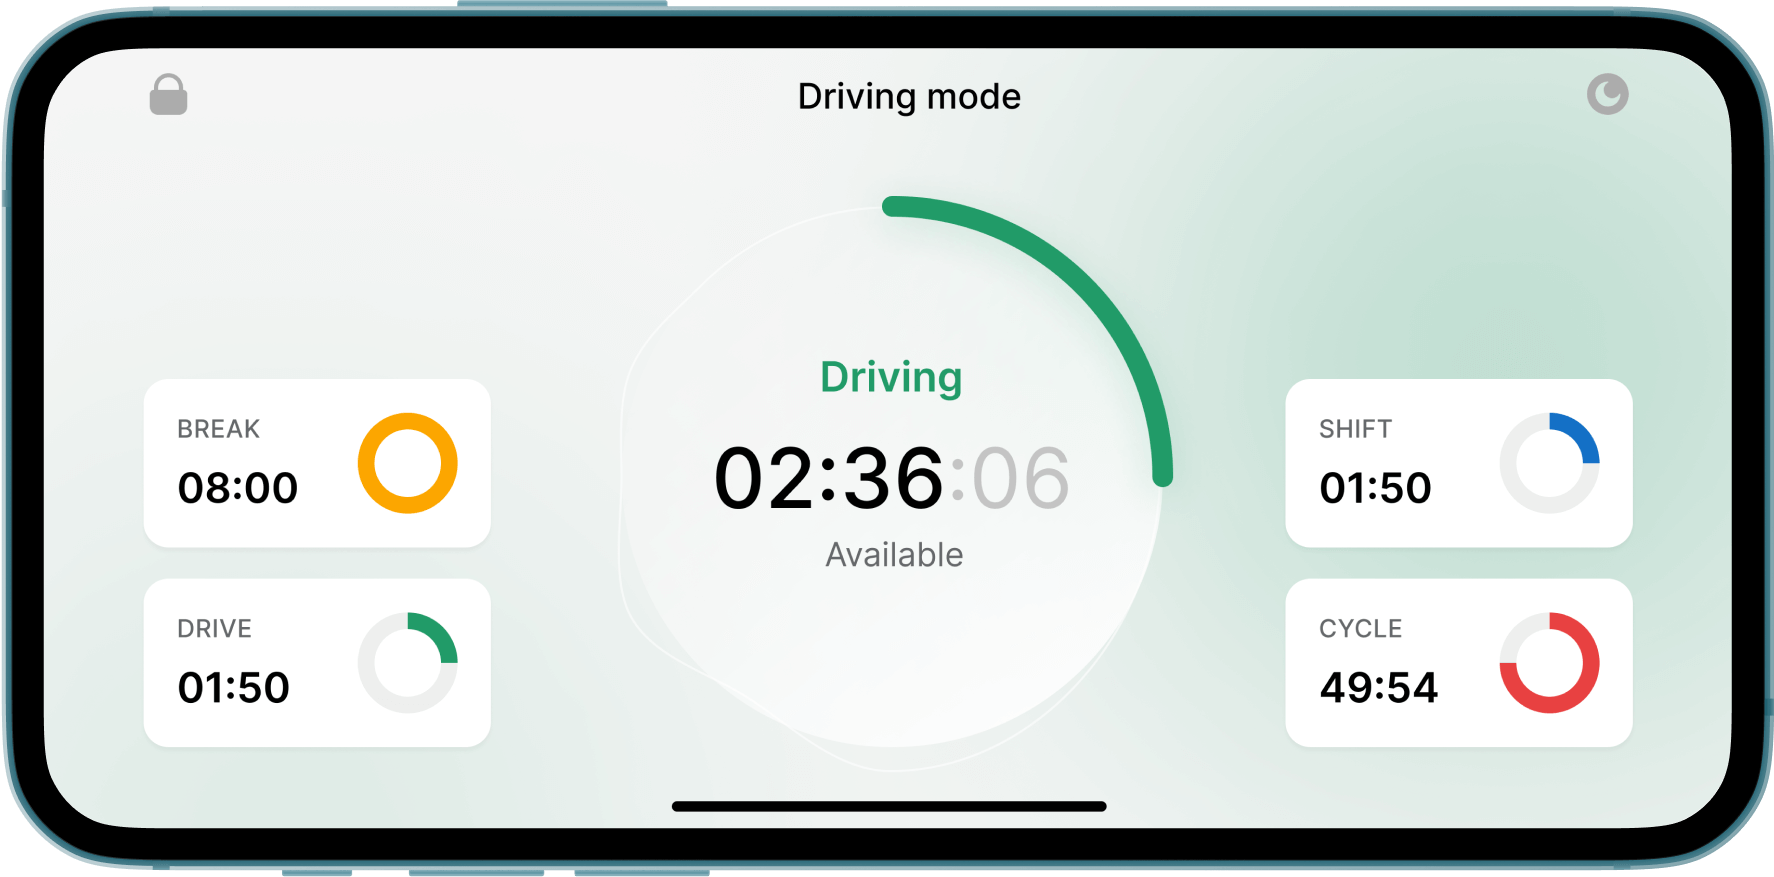 Driving mode
BREAK
08:00
DRIVE
01:50
Driving
02:36:06
Available
SHIFT
01:50
CYCLE
49:54